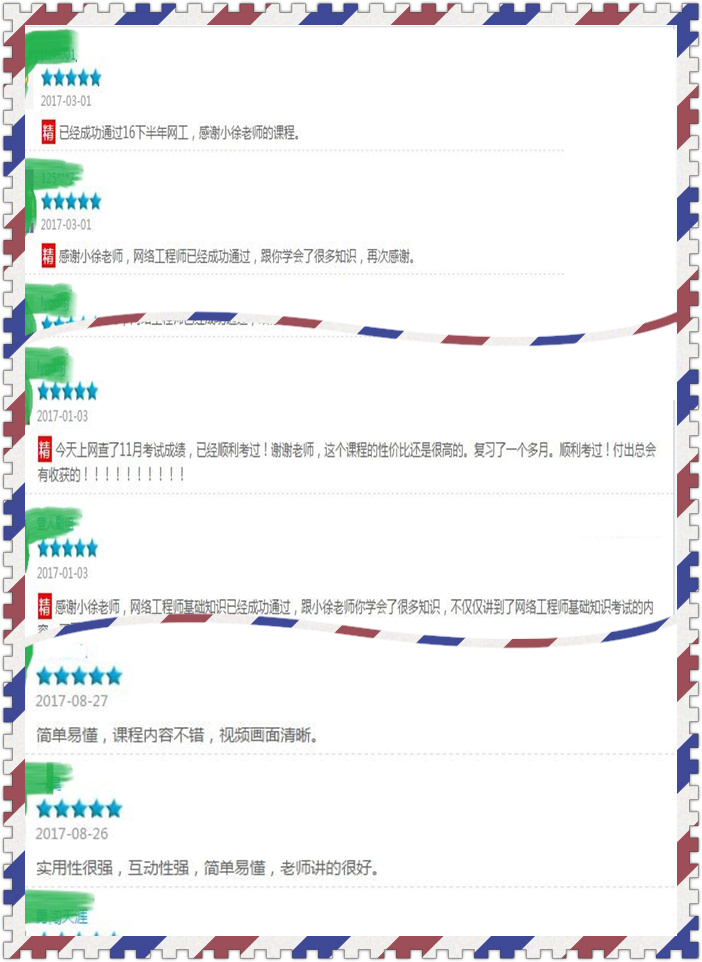 2017-03-01
精 已经成功通过16下半年网工，感谢小徐老师的课程。
2017-03-01
精 感谢小徐老师，网络工程师已经成功通过，跟你学会了很多知识，再次感谢。
2017-01-03
精 今天上网查了11月考试成绩，已经顺利考过！谢谢老师，这个课程的性价比还是很高的。复习了一个多月。顺利考过！付出总会
有收获的！！！！！！！！！！
2017-01-03
精 感谢小徐老师，网络工程师基础知识已经成功通过，跟小徐老师你学会了很多知识，不仅仅讲到了网络工程师基础知识考试的内
2017-08-27
简单易懂，课程内容不错，视频画面清晰。
2017-08-26
实用性很强，互动性强，简单易懂，老师讲的很好。